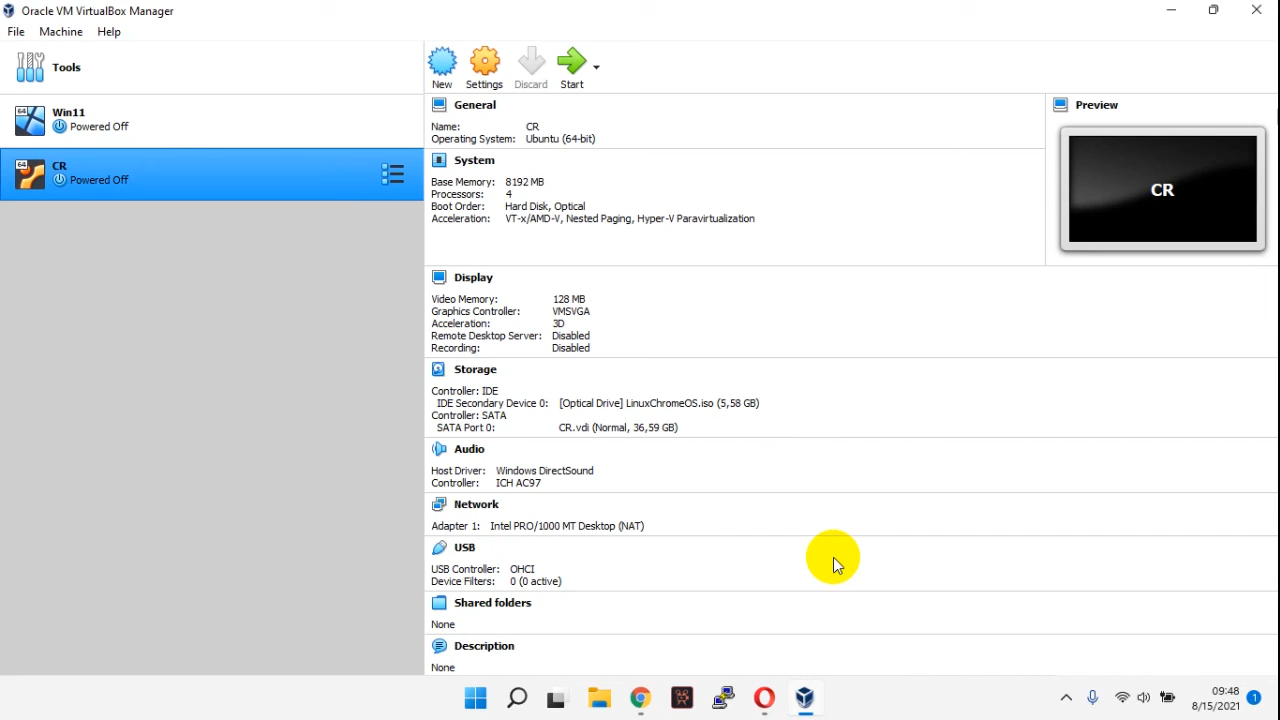 Oracle VM VirtualBox Manager
File Machine Help
Tools
New Settings Discard Start
64 Win11
Powered Off
64 CR
Powered Off
General
Name: CR
Operating System: Ubuntu (64-bit)
System
Base Memory: 8192 MB
Processors: 4
Boot Order: Hard Disk, Optical
Acceleration: VT-x/AMD-V, Nested Paging, Hyper-V Paravirtualization
Preview
CR
Display
Video Memory: 128 MB
Graphics Controller: VMSVGA
Acceleration: 3D
Remote Desktop Server: Disabled
Recording: Disabled
Storage
Controller: IDE
IDE Secondary Device 0: [Optical Drive] LinuxChromeOS.iso (5,58 GB)
Controller: SATA
SATA Port 0: CR.vdi (Normal, 36,59 GB)
Audio
Host Driver: Windows DirectSound
Controller: ICH AC97
Network
Adapter 1: Intel PRO/1000 MT Desktop (NAT)
USB
USB Controller: OHCI
Device Filters: 0 (0 active)
Shared folders
None
Description
None
09:48
8/15/2021 1